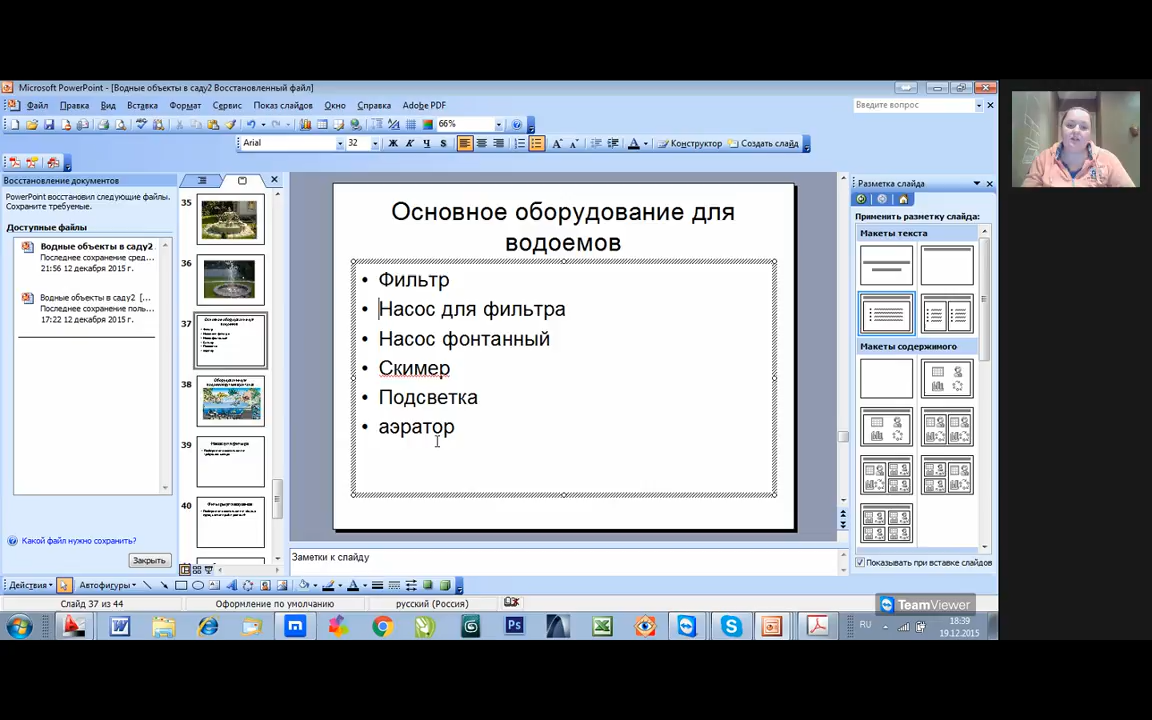 Microsoft PowerPoint - [Водные объекты в саду2 Восстановленный файл]
Файл Правка Вид Вставка Формат Сервис Показ слайдов Окно Справка Adobe PDF
Введите вопрос
66%
Arial 32 Ж К Ч S Конструктор Создать слайд
Восстановление документов
PowerPoint восстановил следующие файлы.
Сохраните требуемые.
Доступные файлы
Водные объекты в саду2
Последнее сохранение сред...
21:56 12 декабря 2015 г.
Водные объекты в саду2 [...
Последнее сохранение поль...
17:22 12 декабря 2015 г.
Какой файл нужно сохранить?
Закрыть
35
36
37
38
39
40
Основное оборудование для
водоемов
• Фильтр
• Насос для фильтра
• Насос фонтанный
• Скимер
• Подсветка
• аэратор
Заметки к слайду
Разметка слайда
Применить разметку слайда:
Макеты текста
Макеты содержимого
Показывать при вставке слайдов
Действия Автофигуры
Слайд 37 из 44 Оформление по умолчанию русский (Россия)
TeamViewer
RU
18:39
19.12.2015